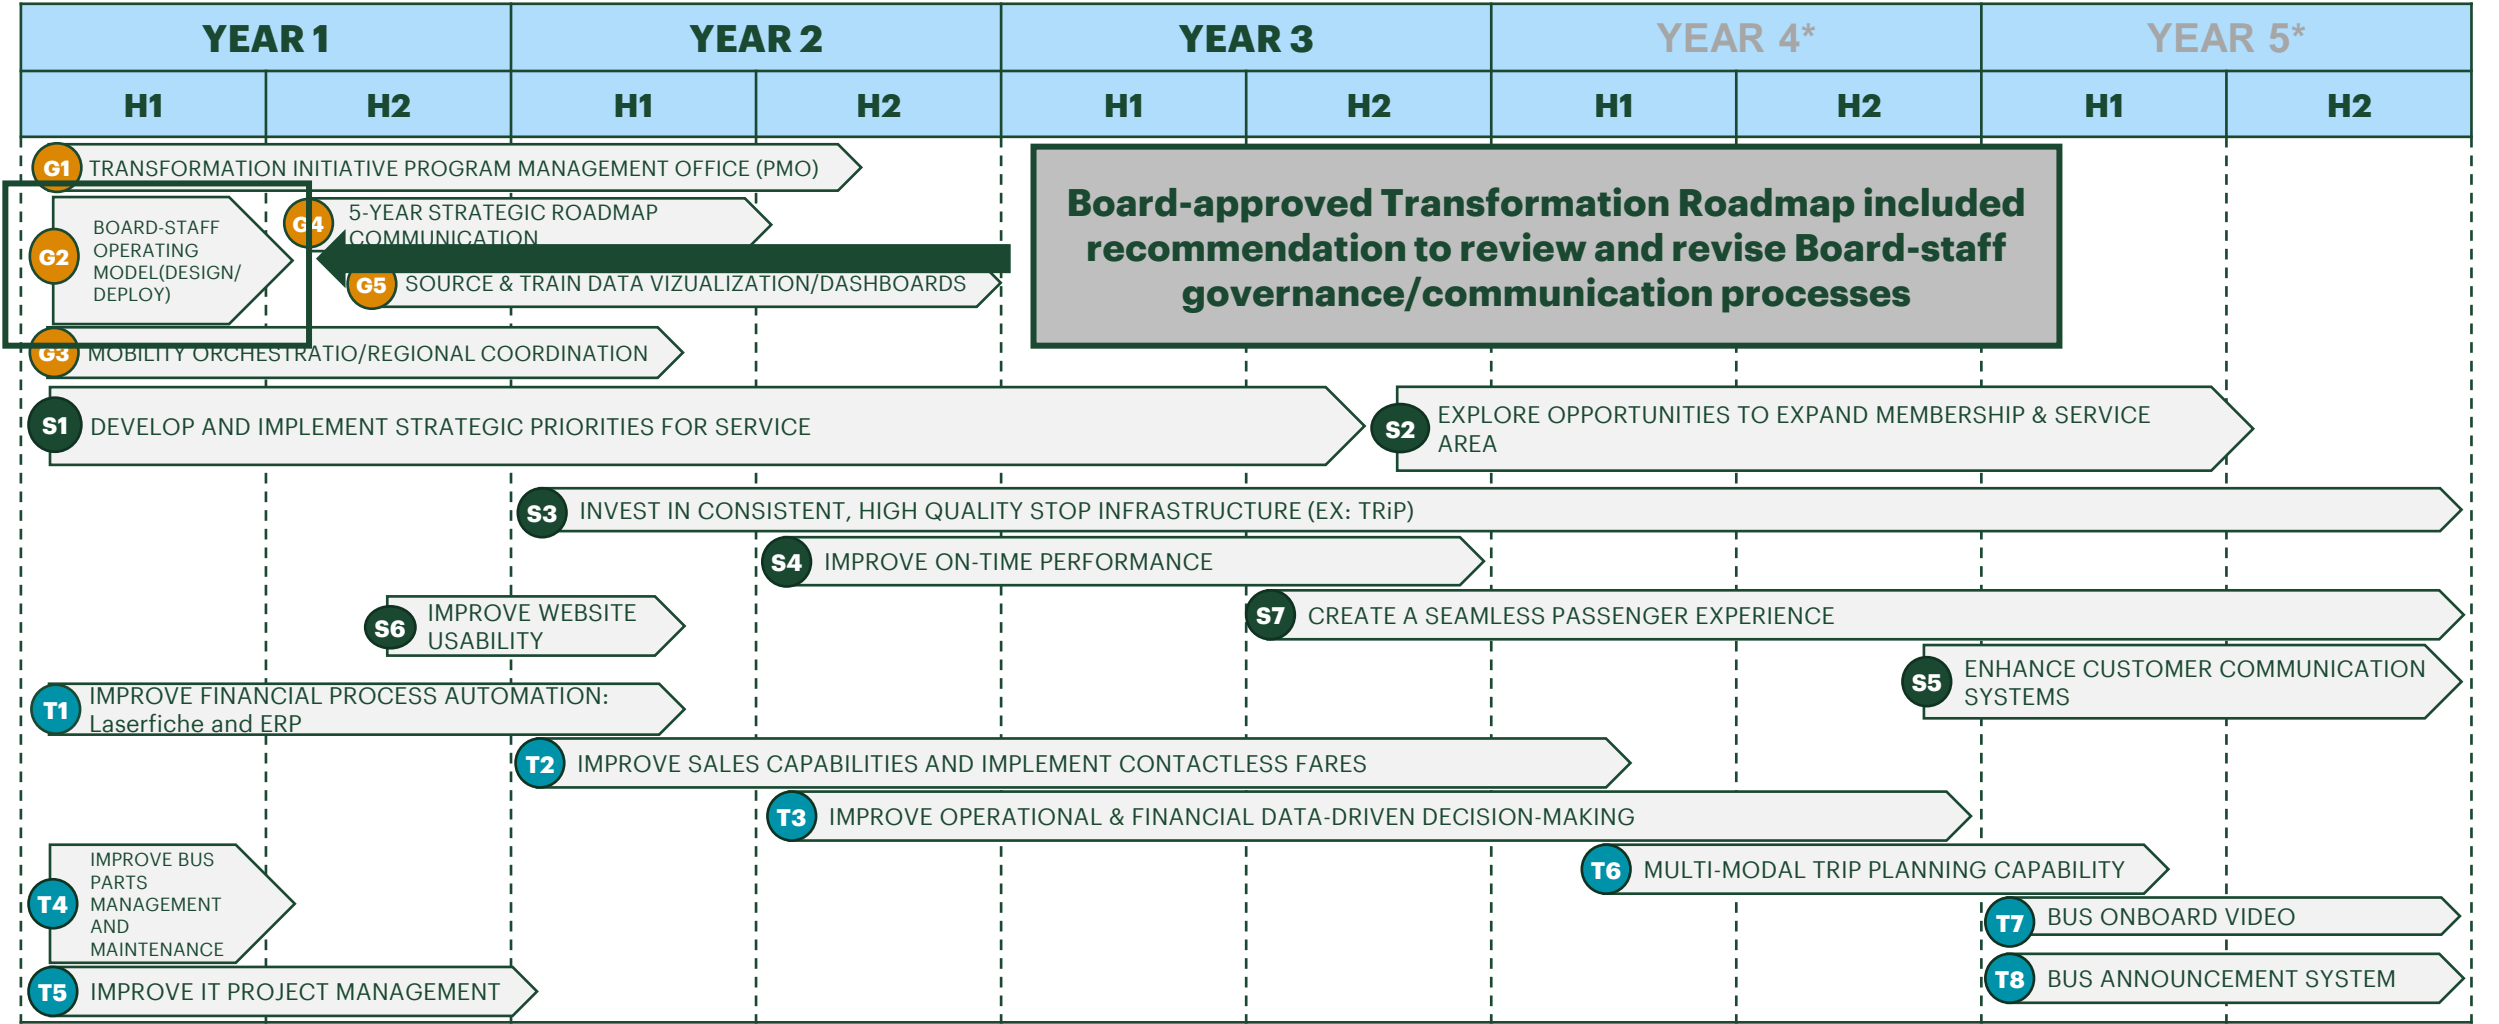 YEAR 1
YEAR 2
YEAR 3
YEAR 4*
YEAR 5*
H1
H2
H1
H2
H1
H2
H1
H2
H1
H2
G1
TRANSFORMATION INITIATIVE PROGRAM MANAGEMENT OFFICE (PMO)
G2
BOARD-STAFF
OPERATING
MODEL(DESIGN/
DEPLOY)
G4
5-YEAR STRATEGIC ROADMAP
COMMUNICATION
G5
SOURCE & TRAIN DATA VIZUALIZATION/DASHBOARDS
Board-approved Transformation Roadmap included
recommendation to review and revise Board-staff
governance/communication processes
G3
MOBILITY ORCHESTRATIO/REGIONAL COORDINATION
S1
DEVELOP AND IMPLEMENT STRATEGIC PRIORITIES FOR SERVICE
S2
EXPLORE OPPORTUNITIES TO EXPAND MEMBERSHIP & SERVICE
AREA
S3
INVEST IN CONSISTENT, HIGH QUALITY STOP INFRASTRUCTURE (EX: TRiP)
S4
IMPROVE ON-TIME PERFORMANCE
S6
IMPROVE WEBSITE
USABILITY
S7
CREATE A SEAMLESS PASSENGER EXPERIENCE
S5
ENHANCE CUSTOMER COMMUNICATION
SYSTEMS
T1
IMPROVE FINANCIAL PROCESS AUTOMATION:
Laserfiche and ERP
T2
IMPROVE SALES CAPABILITIES AND IMPLEMENT CONTACTLESS FARES
T3
IMPROVE OPERATIONAL & FINANCIAL DATA-DRIVEN DECISION-MAKING
T4
IMPROVE BUS
PARTS
MANAGEMENT
AND
MAINTENANCE
T6
MULTI-MODAL TRIP PLANNING CAPABILITY
T7
BUS ONBOARD VIDEO
T5
IMPROVE IT PROJECT MANAGEMENT
T8
BUS ANNOUNCEMENT SYSTEM